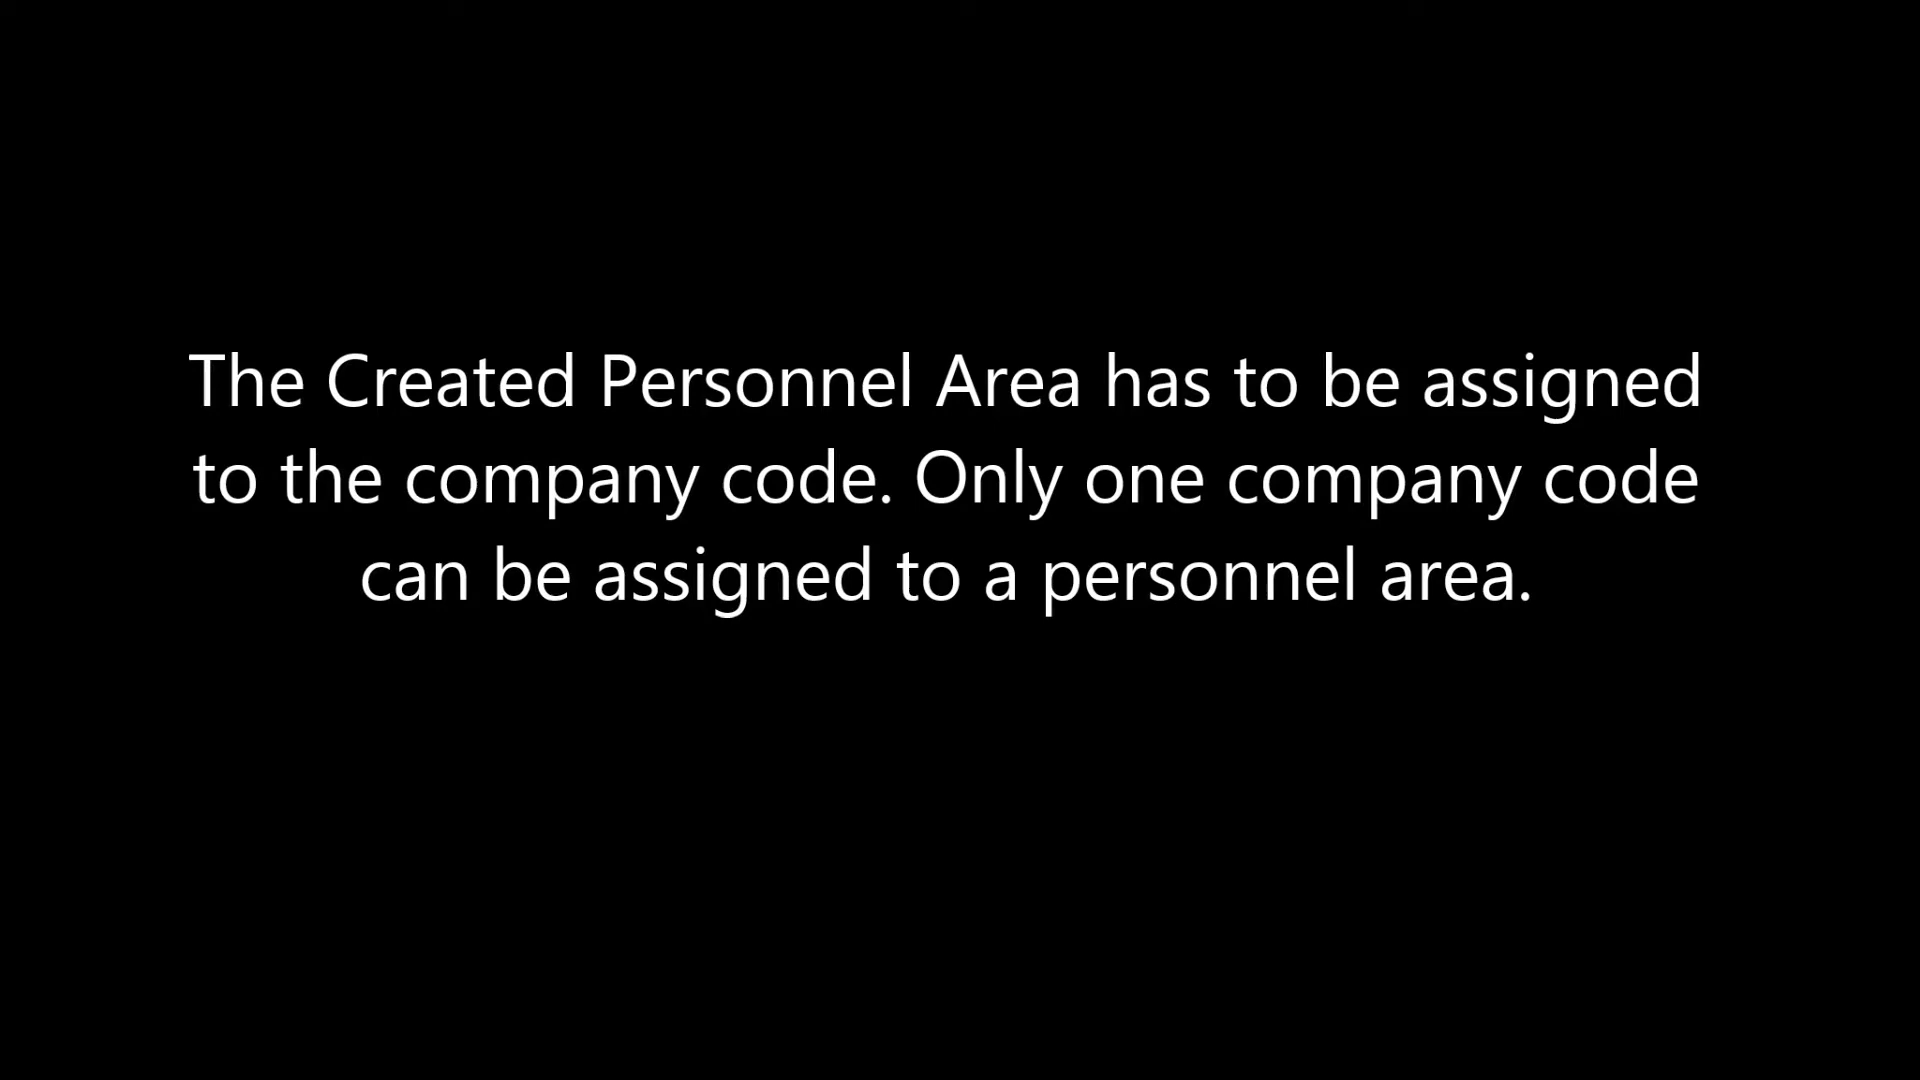 The Created Personnel Area has to be assigned
to the company code. Only one company code
can be assigned to a personnel area.